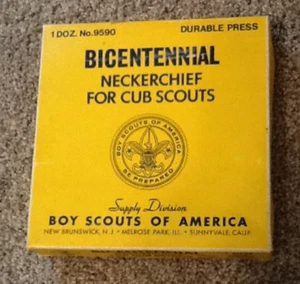 1 DOZ. No. 9590 DURABLE PRESS
BICENTENNIAL
NECKERCHIEF
FOR CUB SCOUTS
BOY SCOUTS OF AMERICA
BE PREPARED
Supply Division
BOY SCOUTS OF AMERICA
NEW BRUNSWICK, N.J. • MELROSE PARK, ILL. • SUNNYVALE, CALIF.
BICENTENNIAL